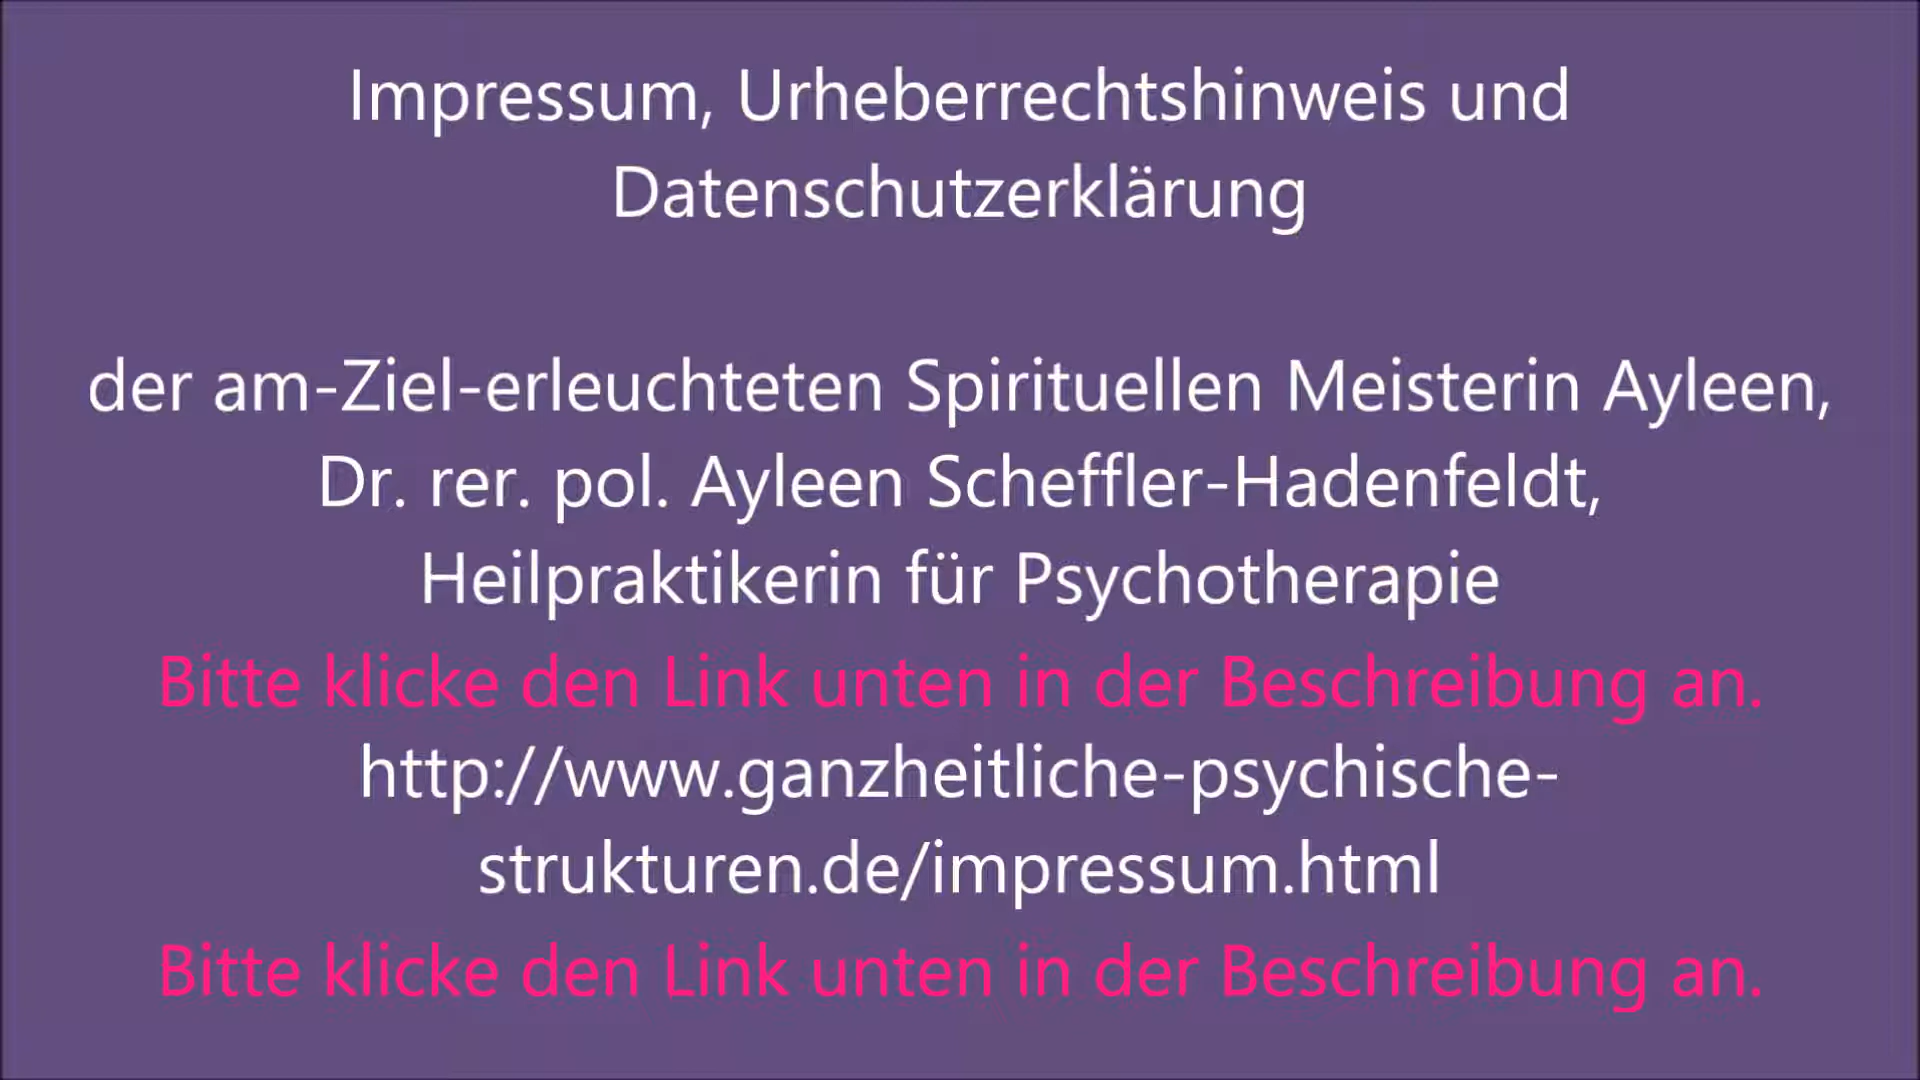 Impressum, Urheberrechtshinweis und
Datenschutzerklärung
der am-Ziel-erleuchteten Spirituellen Meisterin Ayleen,
Dr. rer. pol. Ayleen Scheffler-Hadenfeldt,
Heilpraktikerin für Psychotherapie
Bitte klicke den Link unten in der Beschreibung an.
http://www.ganzheitliche-psychische-
strukturen.de/impressum.html
Bitte klicke den Link unten in der Beschreibung an.